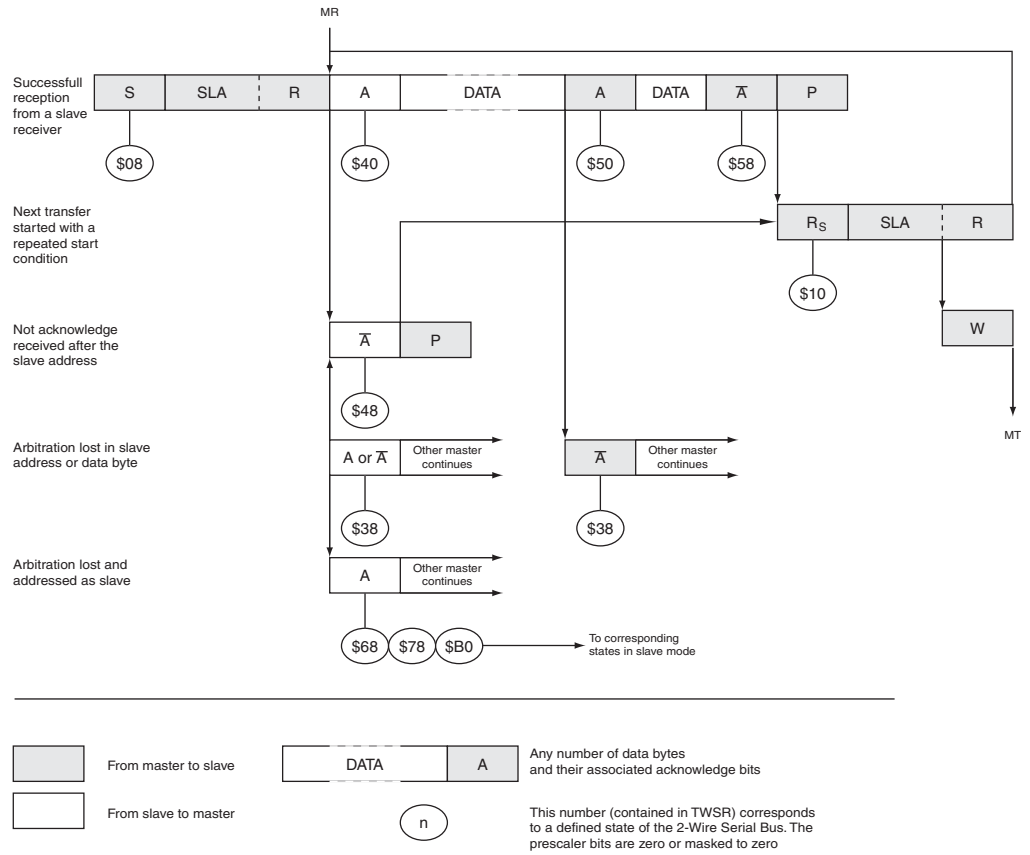 MR
Successfull
reception
from a slave
receiver
S SLA R A DATA A DATA A̅ P
$08 $40 $50 $58
Next transfer
started with a
repeated start
condition
RS SLA R
$10
Not acknowledge
received after the
slave address
A̅ P
W
$48
MT
Arbitration lost in slave
address or data byte
A or A̅
Other master
continues
A̅
Other master
continues
$38 $38
Arbitration lost and
addressed as slave
A
Other master
continues
$68 $78 $B0
To corresponding
states in slave mode
From master to slave
DATA A
Any number of data bytes
and their associated acknowledge bits
From slave to master
n
This number (contained in TWSR) corresponds
to a defined state of the 2-Wire Serial Bus. The
prescaler bits are zero or masked to zero